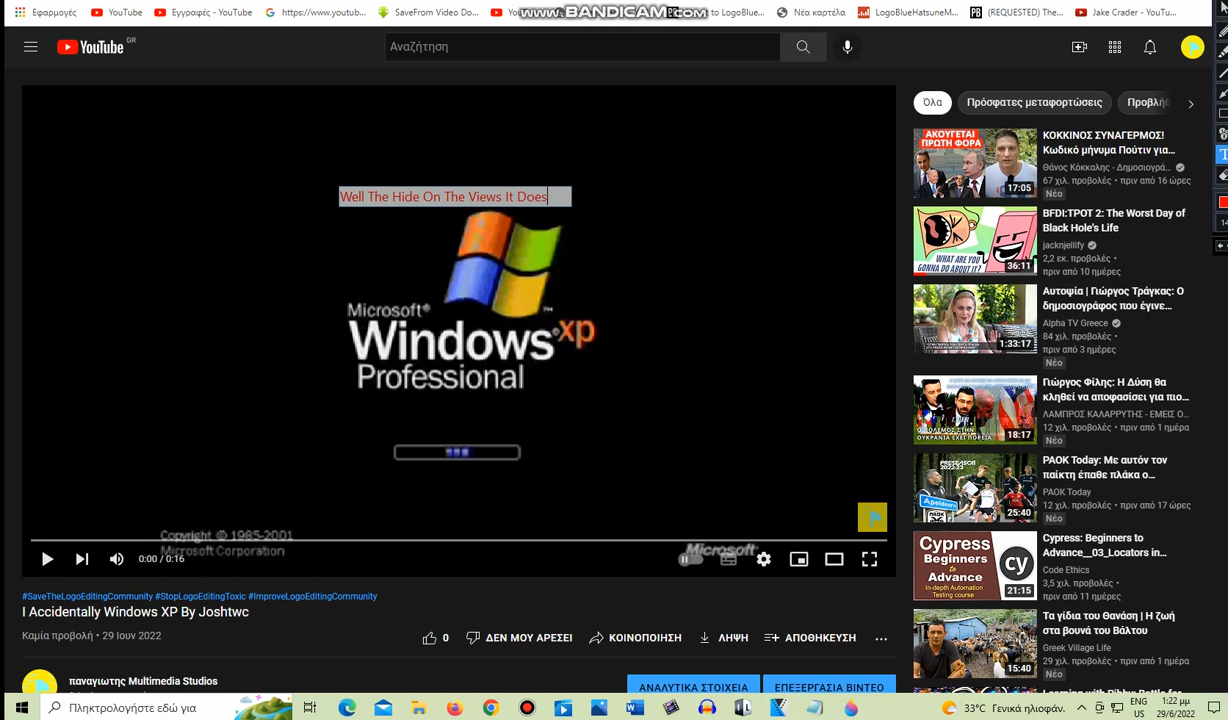 Εφαρμογές
YouTube
Εγγραφές - YouTube
https://www.youtub...
SaveFrom Video Do...
www.BANDICAM.com
to LogoBlue...
Νέα καρτέλα
LogoBlueHatsuneM...
(REQUESTED) The...
Jake Crader - YouTu...
YouTube GR
Αναζήτηση
Well The Hide On The Views It Does
Microsoft®
Windows xp
Professional
Copyright © 1985-2001
Microsoft Corporation
Microsoft
0:00 / 0:16
#SaveTheLogoEditingCommunity #StopLogoEditingToxic #ImproveLogoEditingCommunity
I Accidentally Windows XP By Joshtwc
Καμία προβολή • 29 Ιουν 2022
0
ΔΕΝ ΜΟΥ ΑΡΕΣΕΙ
ΚΟΙΝΟΠΟΙΗΣΗ
ΛΗΨΗ
ΑΠΟΘΗΚΕΥΣΗ
παναγιωτης Multimedia Studios
ΑΝΑΛΥΤΙΚΑ ΣΤΟΙΧΕΙΑ
ΕΠΕΞΕΡΓΑΣΙΑ ΒΙΝΤΕΟ
Όλα
Πρόσφατες μεταφορτώσεις
ΑΚΟΥΓΕΤΑΙ
ΠΡΩΤΗ ΦΟΡΑ
17:05
ΚΟΚΚΙΝΟΣ ΣΥΝΑΓΕΡΜΟΣ!
Κωδικό μήνυμα Πούτιν για...
Θάνος Κόκκαλης - Δημοσιογρά...
67 χιλ. προβολές • πριν από 16 ώρες
Νέο
WHAT ARE YOU
GONNA DO ABOUT IT?
36:11
BFDI:TPOT 2: The Worst Day of
Black Hole's Life
jacknjellify
2,2 εκ. προβολές •
πριν από 10 ημέρες
1:33:17
Αυτοψία | Γιώργος Τράγκας: Ο
δημοσιογράφος που έγινε...
Alpha TV Greece
84 χιλ. προβολές •
πριν από 3 ημέρες
Νέο
18:17
Γιώργος Φίλης: Η Δύση θα
κληθεί να αποφασίσει για πιο...
ΛΑΜΠΡΟΣ ΚΑΛΑΡΡΥΤΗΣ - ΕΜΕΙΣ Ο...
12 χιλ. προβολές • πριν από 1 ημέρα
Νέο
PRESEASON
2022-23
Apeldoorn
25:40
PAOK Today: Με αυτόν τον
παίκτη έπαθε πλάκα ο...
PAOK Today
12 χιλ. προβολές • πριν από 17 ώρες
Νέο
Cypress
Beginners
to
Advance
Online-depth Automation
Testing course
cy
21:15
Cypress: Beginners to
Advance__03_Locators in...
Code Ethics
3,5 χιλ. προβολές •
πριν από 11 ημέρες
15:40
Τα γίδια του Θανάση | Η ζωή
στα βουνά του Βάλτου
Greek Village Life
29 χιλ. προβολές • πριν από 1 ημέρα
Νέο
Πληκτρολογήστε εδώ για
33°C Γενικά ηλιοφάν.
ENG
US
1:22 μμ
29/6/2022